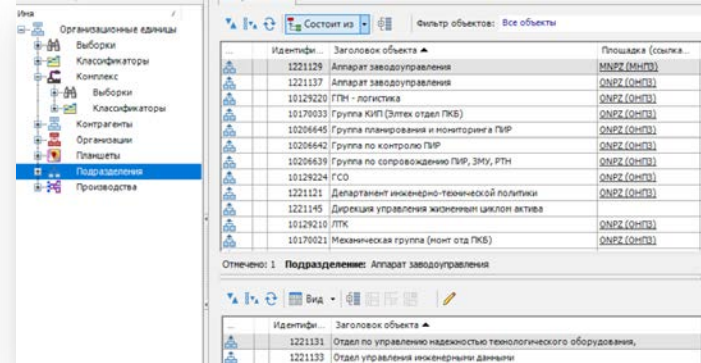 Имя
Организационные единицы
Выборки
Классификаторы
Комплекс
Выборки
Классификаторы
Контрагенты
Организации
Планшеты
Подразделения
Производства
Состоит из
Фильтр объектов: Все объекты
... Идентифи... Заголовок объекта Площадка (ссылка...
1221129 Аппарат заводоуправления MNPZ (МНПЗ)
1221137 Аппарат заводоуправления ONPZ (ОНПЗ)
10129220 ГПН - логистика ONPZ (ОНПЗ)
10170033 Группа КИП (Элтех отдел ПКБ) ONPZ (ОНПЗ)
10206645 Группа планирования и мониторинга ПИР ONPZ (ОНПЗ)
10206642 Группа по контролю ПИР ONPZ (ОНПЗ)
10206639 Группа по сопровождению ПИР, ЗМУ, РТН ONPZ (ОНПЗ)
10129224 ГСО ONPZ (ОНПЗ)
1221121 Департамент инженерно-технической политики ONPZ (ОНПЗ)
1221145 Дирекция управления жизненным циклом актива
10129210 ЛТК ONPZ (ОНПЗ)
10170021 Механическая группа (монт отд ПКБ) ONPZ (ОНПЗ)
Отмечено: 1 Подразделение: Аппарат заводоуправления
Вид
... Идентифи... Заголовок объекта
1221131 Отдел по управлению надежностью технологического оборудования,
1221133 Отдел управления инженерными данными